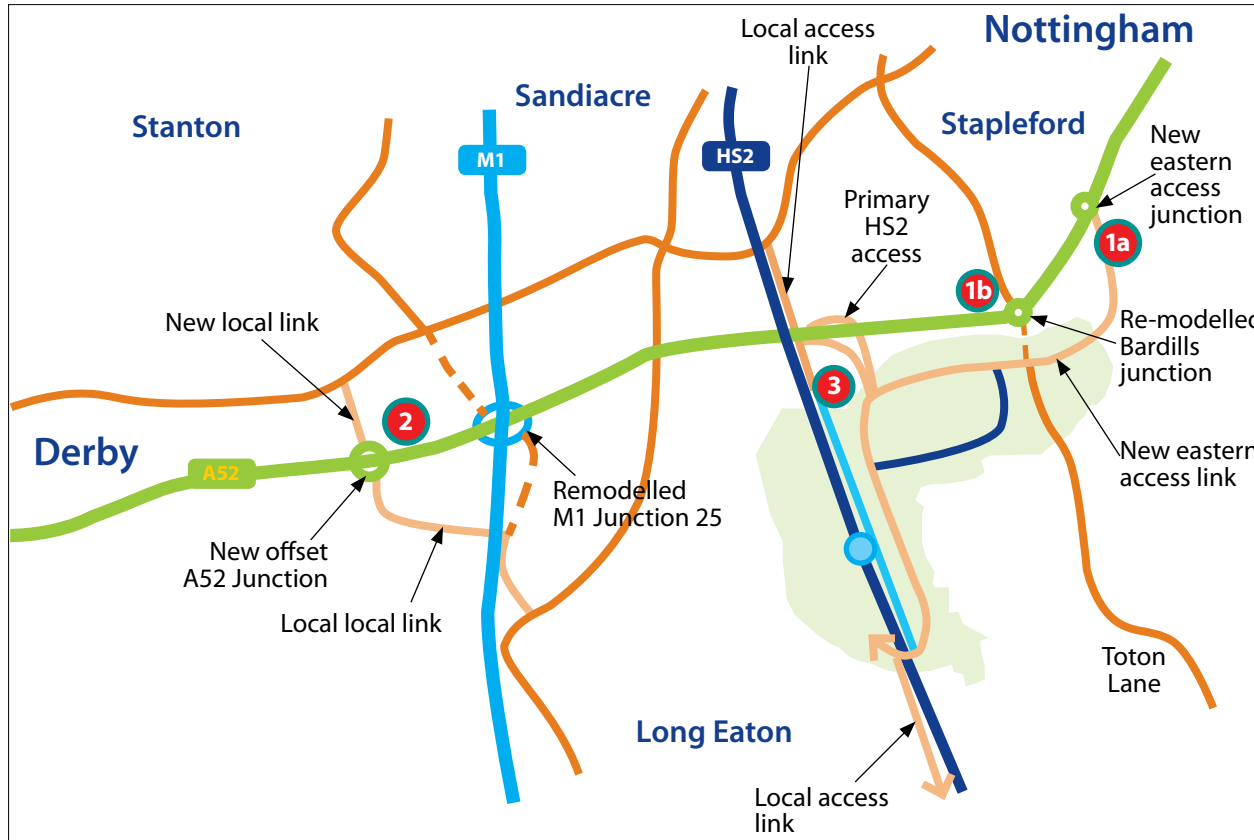 Local access
link
Nottingham
Sandiacre
Stanton
Stapleford
M1
HS2
New
eastern
access
junction
Primary
HS2
access
1a
1b
New local link
Re-modelled
Bardills
junction
3
2
Derby
A52
New eastern
access link
Remodelled
M1 Junction 25
New offset
A52 Junction
Local local link
Toton
Lane
Long Eaton
Local access
link